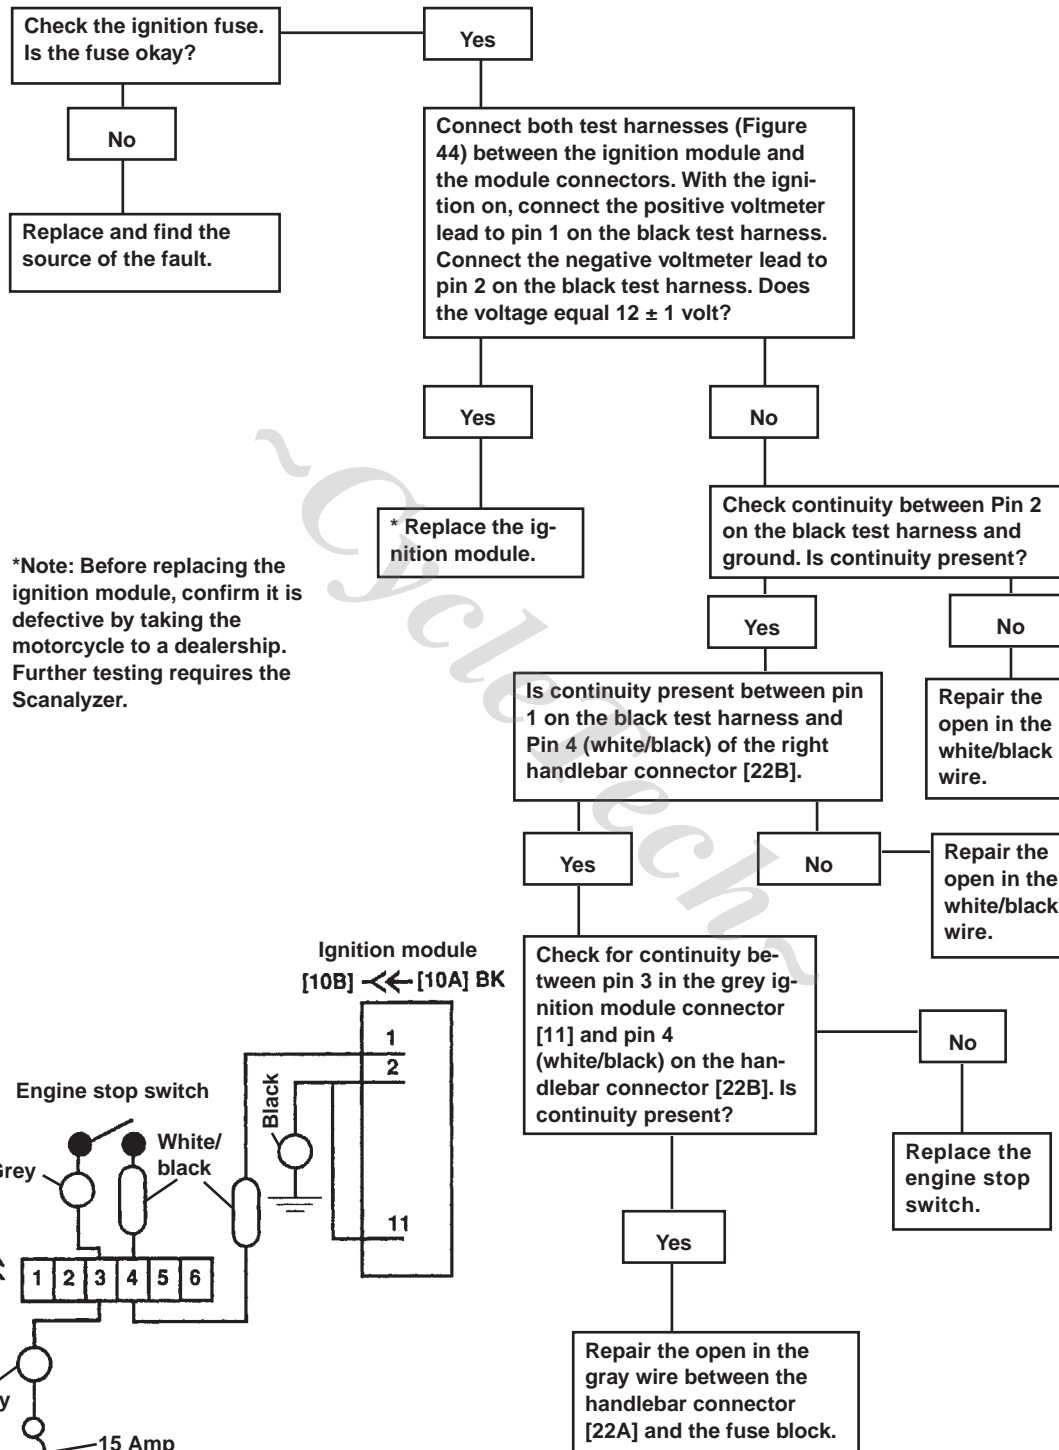 Check the ignition fuse.
Is the fuse okay?
Yes
No
Replace and find the
source of the fault.
Connect both test harnesses (Figure
44) between the ignition module and
the module connectors. With the igni-
tion on, connect the positive voltmeter
lead to pin 1 on the black test harness.
Connect the negative voltmeter lead to
pin 2 on the black test harness. Does
the voltage equal 12 ± 1 volt?
Yes
No
* Replace the ig-
nition module.
*Note: Before replacing the
ignition module, confirm it is
defective by taking the
motorcycle to a dealership.
Further testing requires the
Scanalyzer.
Check continuity between Pin 2
on the black test harness and
ground. Is continuity present?
Yes
No
Repair the
open in the
white/black
wire.
Is continuity present between pin
1 on the black test harness and
Pin 4 (white/black) of the right
handlebar connector [22B].
Yes
No
Repair the
open in the
white/black
wire.
Check for continuity be-
tween pin 3 in the grey ig-
nition module connector
[11] and pin 4
(white/black) on the han-
dlebar connector [22B]. Is
continuity present?
No
Replace the
engine stop
switch.
Yes
Repair the open in the
gray wire between the
handlebar connector
[22A] and the fuse block.
Ignition module
[10B] [10A] BK
1
2
11
Black
Engine stop switch
White/
black
Grey
1 2 3 4 5 6
y
15 Amp
~CycleTech~